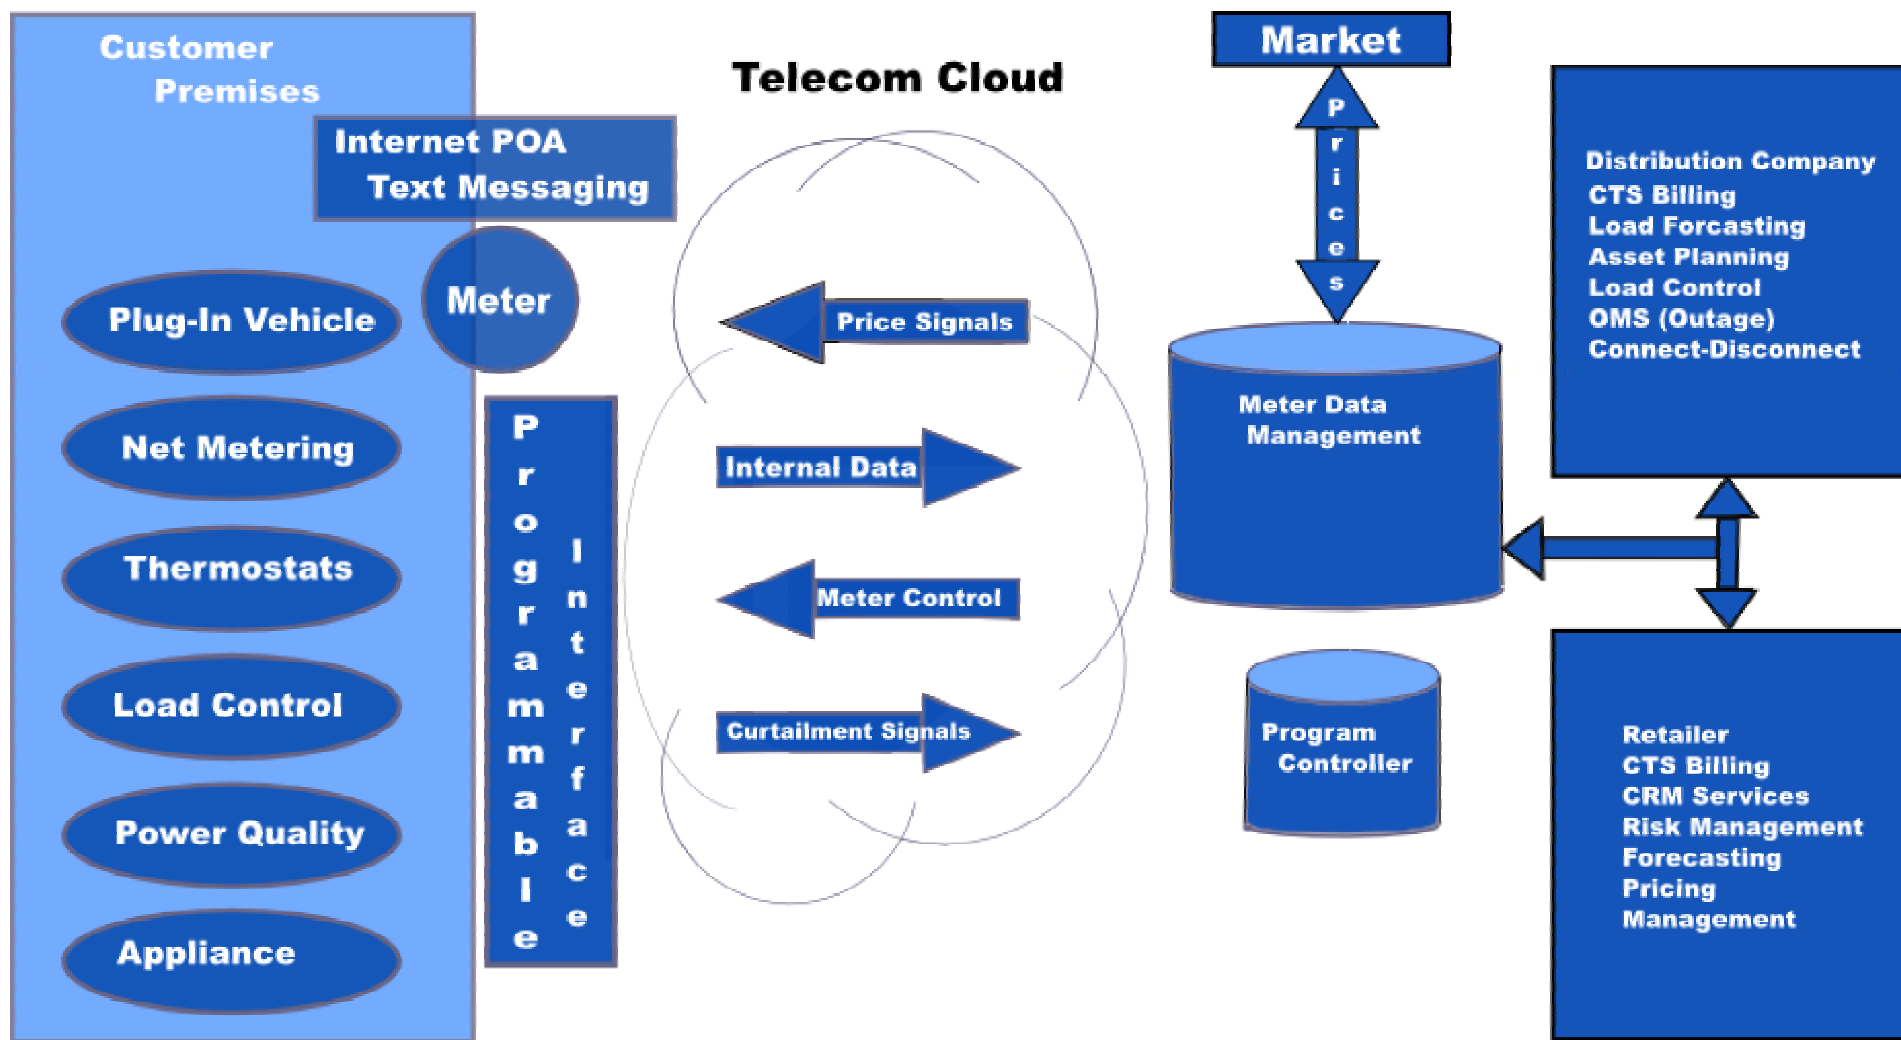 Customer
Premises
Internet POA
Text Messaging
Meter
Plug-In Vehicle
Net Metering
Thermostats
Load Control
Power Quality
Appliance
Programmable
Interface
Telecom Cloud
Price Signals
Internal Data
Meter Control
Curtailment Signals
Market
Prices
Meter Data
Management
Program
Controller
Distribution Company
CTS Billing
Load Forcasting
Asset Planning
Load Control
OMS (Outage)
Connect-Disconnect
Retailer
CTS Billing
CRM Services
Risk Management
Forecasting
Pricing
Management